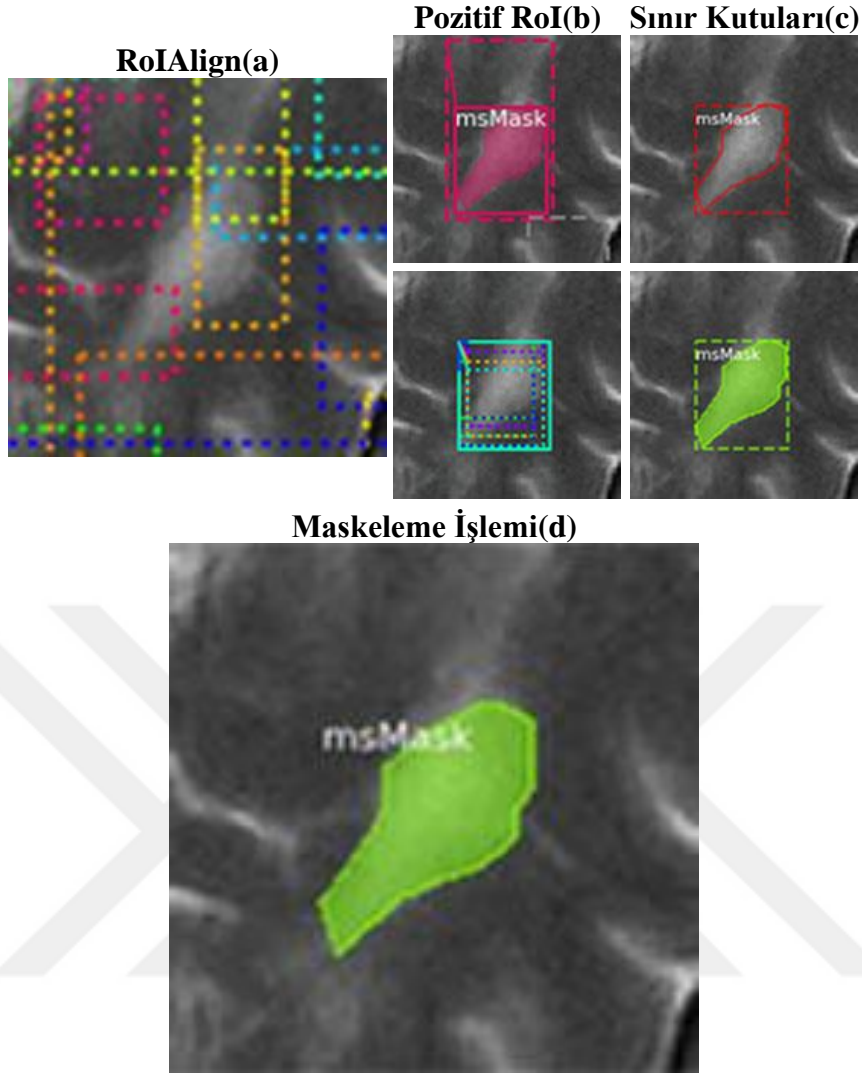 RoIAlign(a)
Pozitif RoI(b)
Sınır Kutuları(c)
msMask
msMask
msMask
Maskeleme İşlemi(d)
msMask